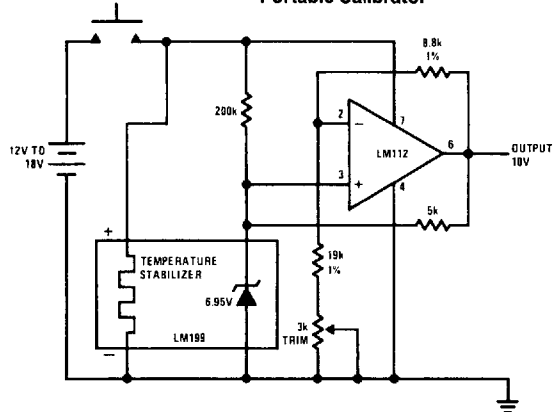 Portable Calibrator
8.8k
1%
200k
2
−
7
LM112
6
OUTPUT
10V
12V TO
18V
3
+
4
5k
+
TEMPERATURE
STABILIZER
19k
1%
6.95V
3k
TRIM
LM199
−